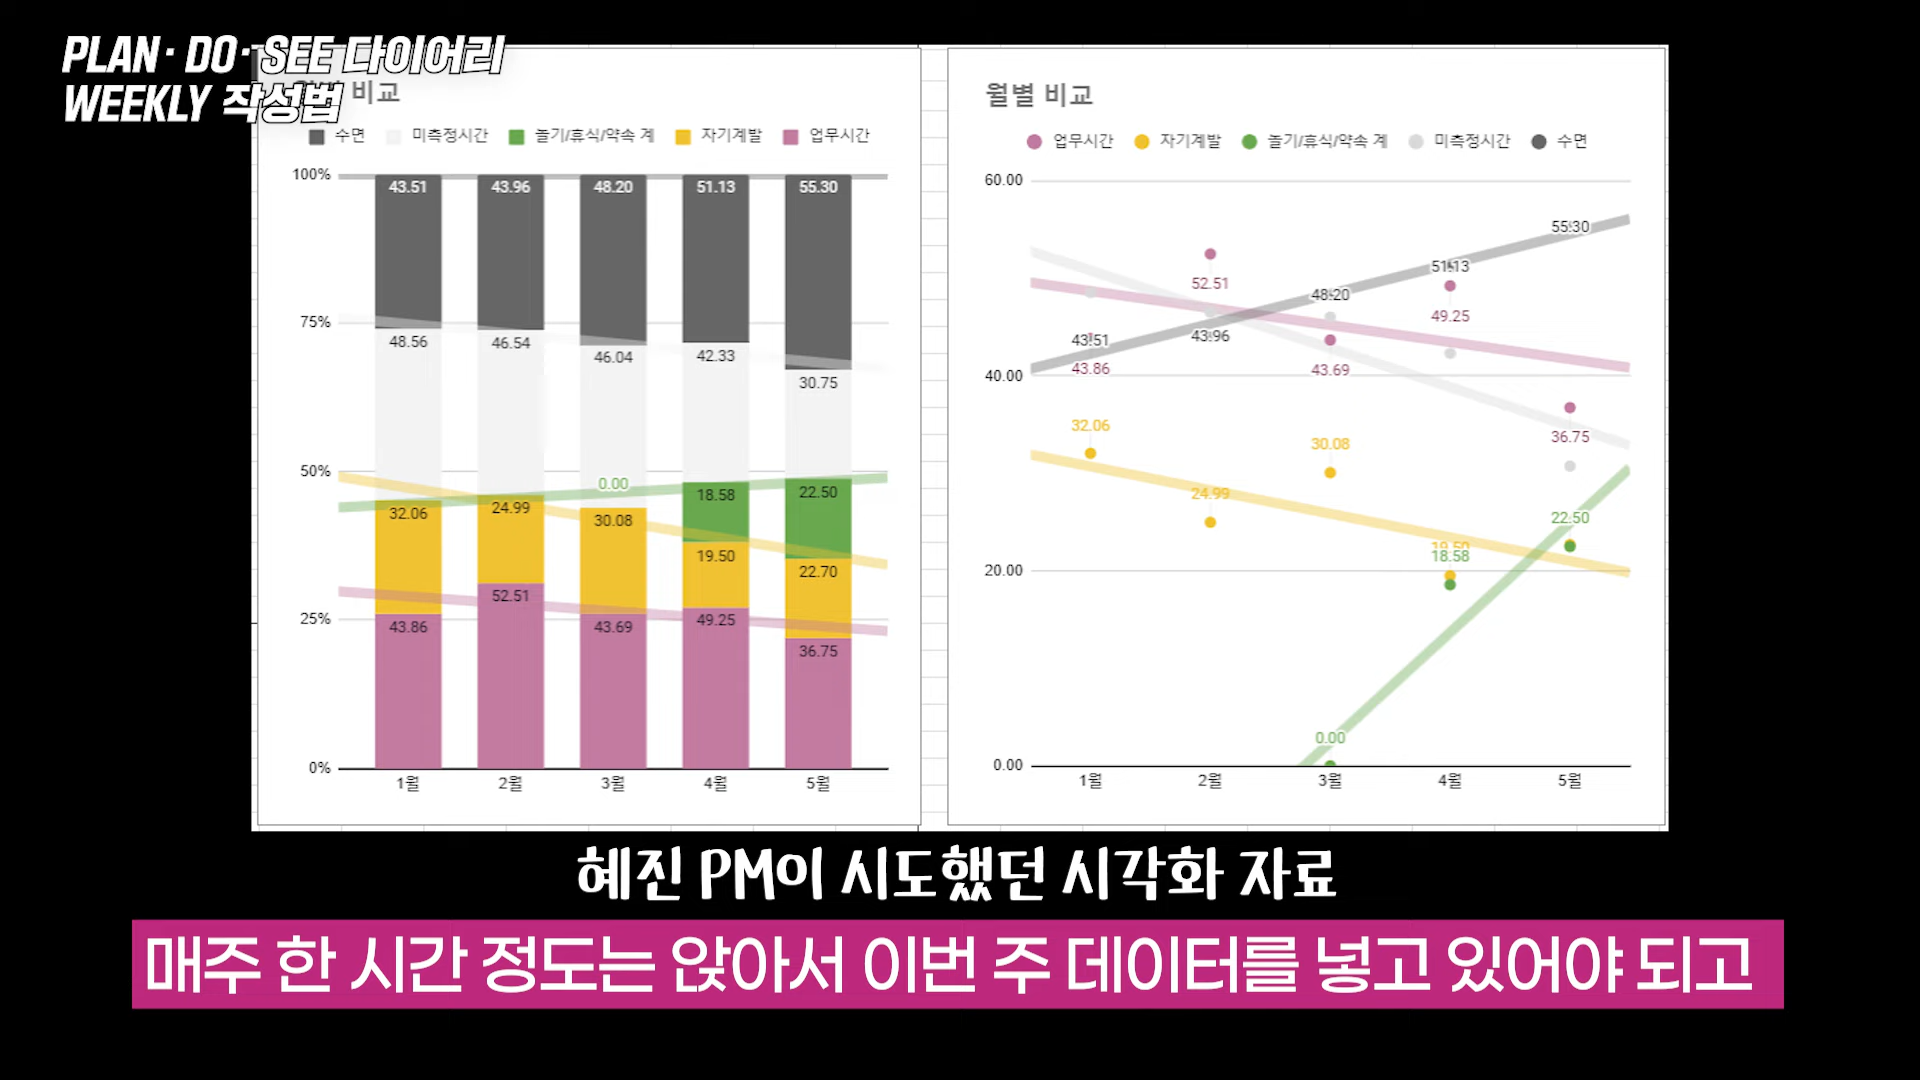 PLAN· DO· SEE 다이어리
WEEKLY 작성법
비교
수면 미측정시간 놀기/휴식/약속 계 자기계발 업무시간
100%
75%
50%
25%
0%
43.51 43.96 48.20 51.13 55.30
48.56 46.54 46.04 42.33 30.75
0.00 18.58 22.50
32.06 24.99 30.08 19.50 22.70
43.86 52.51 43.69 49.25 36.75
1월 2월 3월 4월 5월
월별 비교
업무시간 자기계발 놀기/휴식/약속 계 미측정시간 수면
60.00
40.00
20.00
0.00
43.51 43.96 48.20 51.13 55.30
43.86 52.51 43.69 49.25 36.75
32.06 24.99 30.08 19.50
0.00 18.58 22.50
1월 2월 3월 4월 5월
혜진 PM이 시도했던 시각화 자료
매주 한 시간 정도는 앉아서 이번 주 데이터를 넣고 있어야 되고